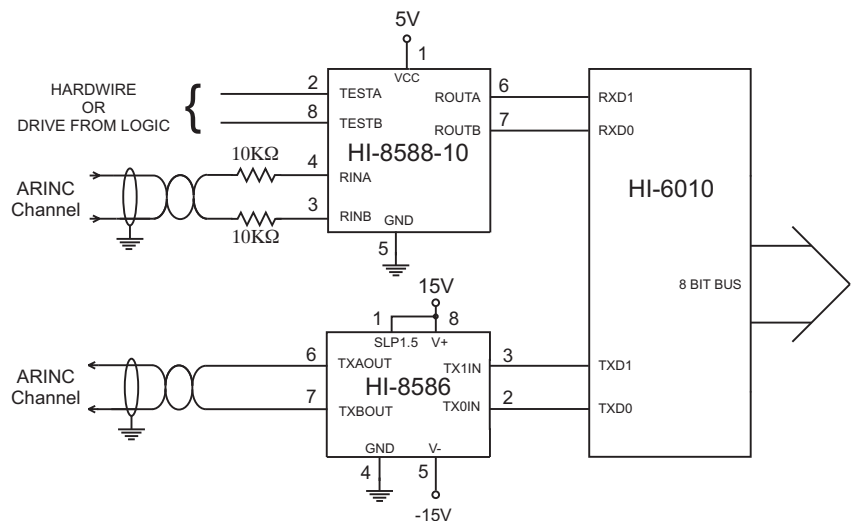 5V
1
VCC
HARDWIRE
OR
DRIVE FROM LOGIC
{
2
TESTA
8
TESTB
ROUTA
6
ROUTB
7
RXD1
RXD0
HI-8588-10
HI-6010
ARINC
Channel
10KΩ
4
RINA
10KΩ
3
RINB
GND
5
8 BIT BUS
15V
1
8
SLP1.5
V+
ARINC
Channel
6
TXAOUT
7
TXBOUT
HI-8586
TX1IN
3
TX0IN
2
TXD1
TXD0
GND
V-
4
5
-15V